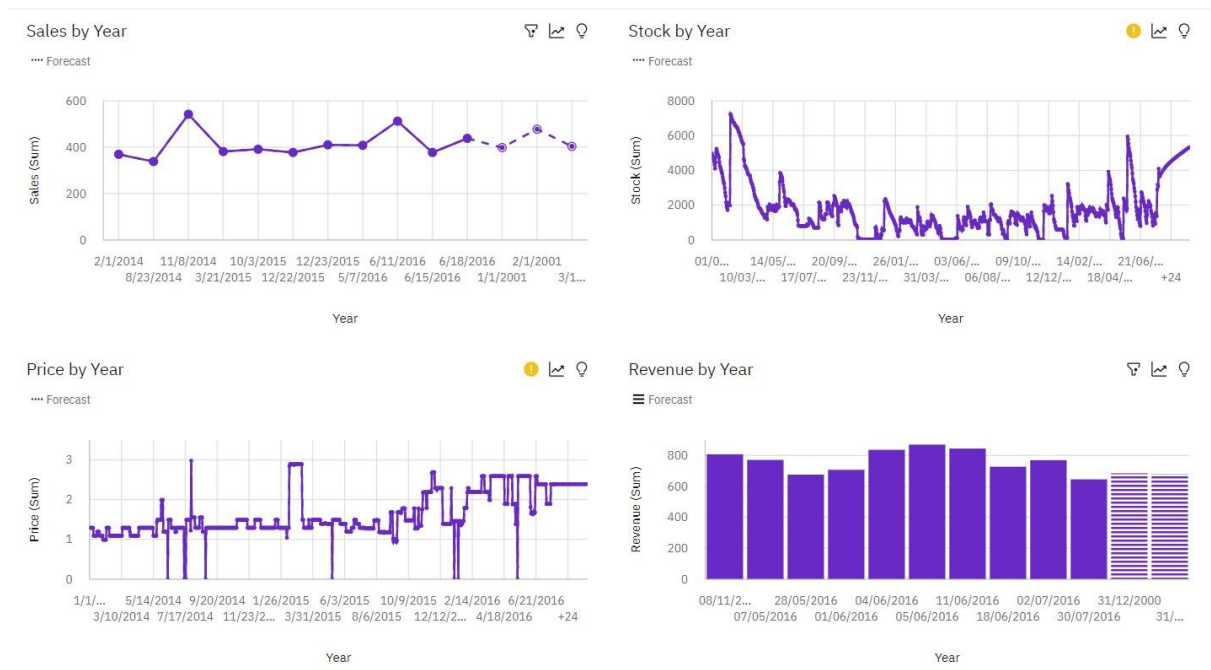 Sales by Year
Forecast
600
400
200
0
Sales (Sum)
2/1/2014 11/8/2014 10/3/2015 12/23/2015 6/11/2016 6/18/2016 2/1/2001
8/23/2014 3/21/2015 12/22/2015 5/7/2016 6/15/2016 1/1/2001 3/1...
Year
Stock by Year
Forecast
8000
6000
4000
2000
0
Stock (Sum)
01/0... 14/05/... 20/09/... 26/01/... 03/06/... 09/10/... 14/02/... 21/06/...
10/03/... 17/07/... 23/11/... 31/03/... 06/08/... 12/12/... 18/04/... +24
Year
Price by Year
Forecast
3
2
1
0
Price (Sum)
1/1/... 5/14/2014 9/20/2014 1/26/2015 6/3/2015 10/9/2015 2/14/2016 6/21/2016
3/10/2014 7/17/2014 11/23/2... 3/31/2015 8/6/2015 12/12/2... 4/18/2016 +24
Year
Revenue by Year
Forecast
800
600
400
200
0
Revenue (Sum)
08/11/2... 28/05/2016 04/06/2016 11/06/2016 02/07/2016 31/12/2000
07/05/2016 01/06/2016 05/06/2016 18/06/2016 30/07/2016 31/...
Year